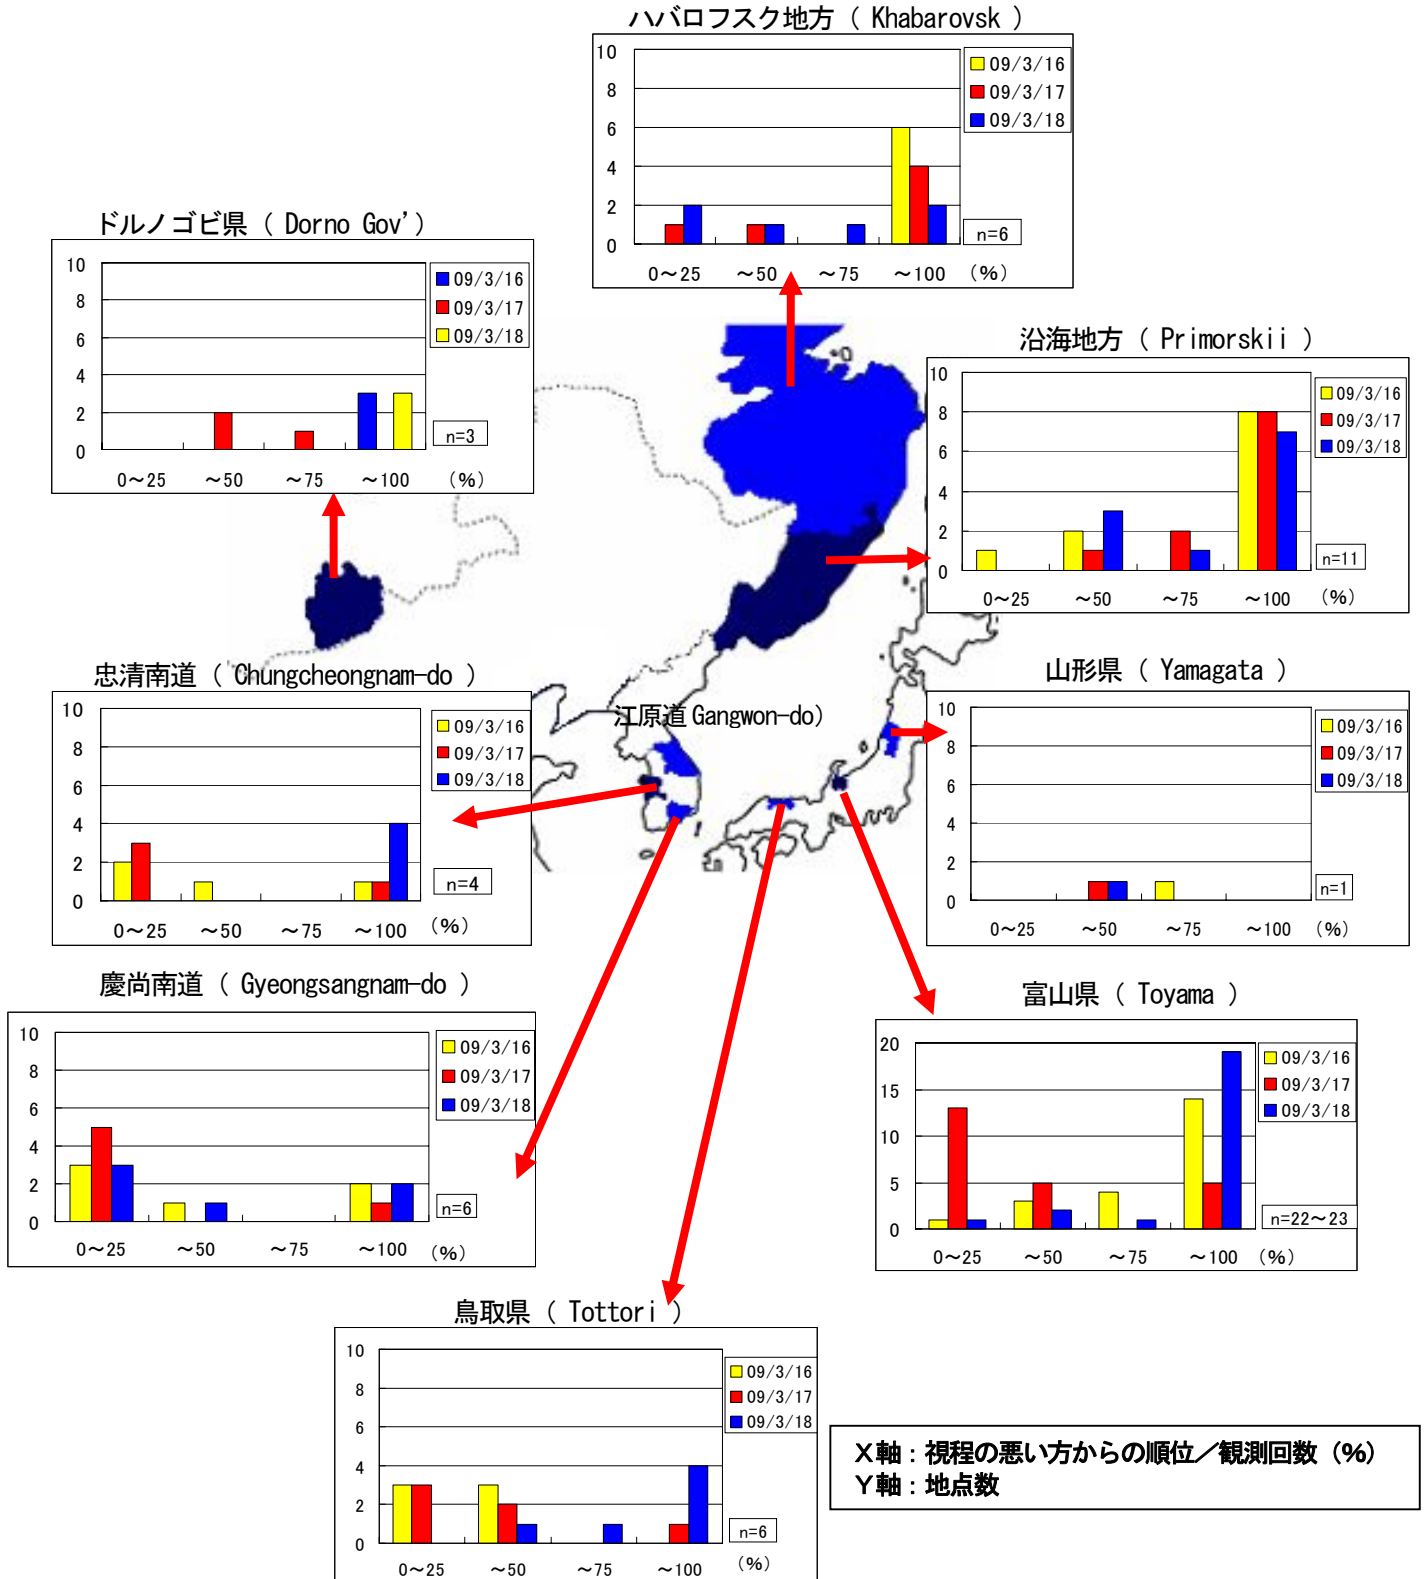 ハバロフスク地方（ Khabarovsk ）
10
8
6
4
2
0
0～25 ～50 ～75 ～100 （%）
09/3/16
09/3/17
09/3/18
n=6
ドルノゴビ県（ Dorno Gov'）
10
8
6
4
2
0
0～25 ～50 ～75 ～100 （%）
09/3/16
09/3/17
09/3/18
n=3
沿海地方（ Primorskii ）
10
8
6
4
2
0
0～25 ～50 ～75 ～100 （%）
09/3/16
09/3/17
09/3/18
n=11
忠清南道（ Chungcheongnam-do ）
10
8
6
4
2
0
0～25 ～50 ～75 ～100 （%）
09/3/16
09/3/17
09/3/18
n=4
江原道 Gangwon-do)
山形県（ Yamagata ）
10
8
6
4
2
0
0～25 ～50 ～75 ～100 （%）
09/3/16
09/3/17
09/3/18
n=1
慶尚南道（ Gyeongsangnam-do ）
10
8
6
4
2
0
0～25 ～50 ～75 ～100 （%）
09/3/16
09/3/17
09/3/18
n=6
富山県（ Toyama ）
20
15
10
5
0
0～25 ～50 ～75 ～100 （%）
09/3/16
09/3/17
09/3/18
n=22～23
鳥取県（ Tottori ）
10
8
6
4
2
0
0～25 ～50 ～75 ～100 （%）
09/3/16
09/3/17
09/3/18
n=6
X軸：視程の悪い方からの順位／観測回数（%）
Y軸：地点数